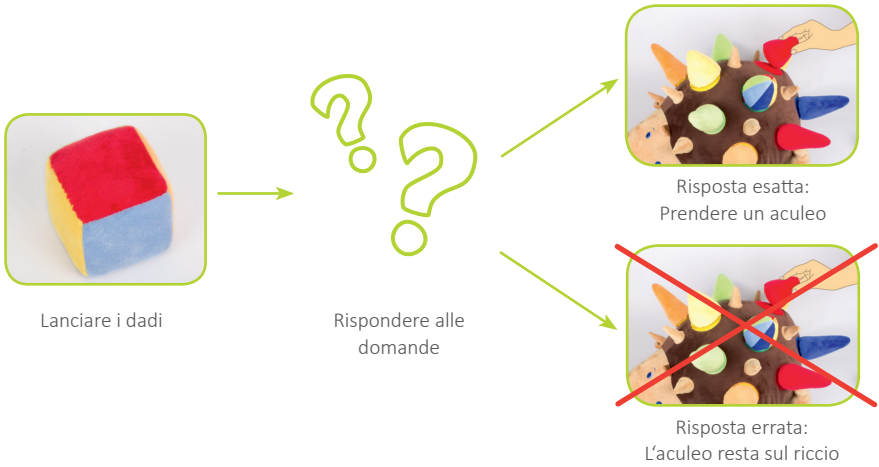 Lanciare i dadi
Rispondere alle
domande
Risposta esatta:
Prendere un aculeo
Risposta errata:
L‘aculeo resta sul riccio